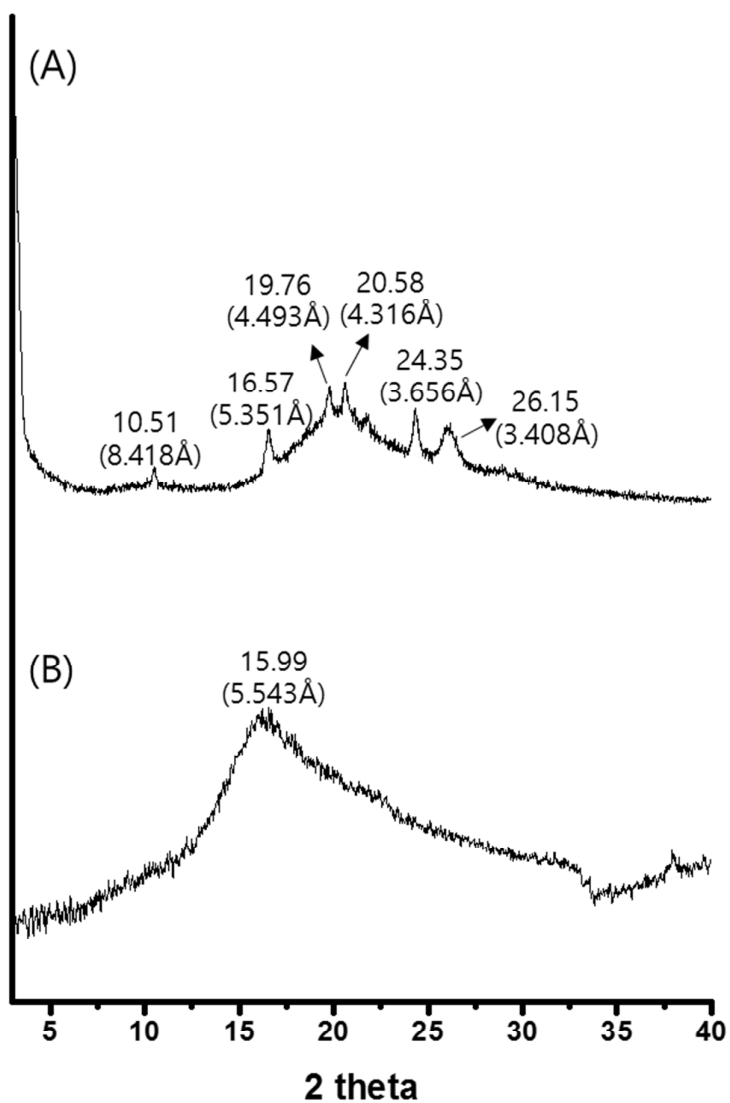 (A)
19.76
(4.493Å)
20.58
(4.316Å)
24.35
(3.656Å)
16.57
(5.351Å)
26.15
(3.408Å)
10.51
(8.418Å)
(B)
15.99
(5.543Å)
5 10 15 20 25 30 35 40
2 theta